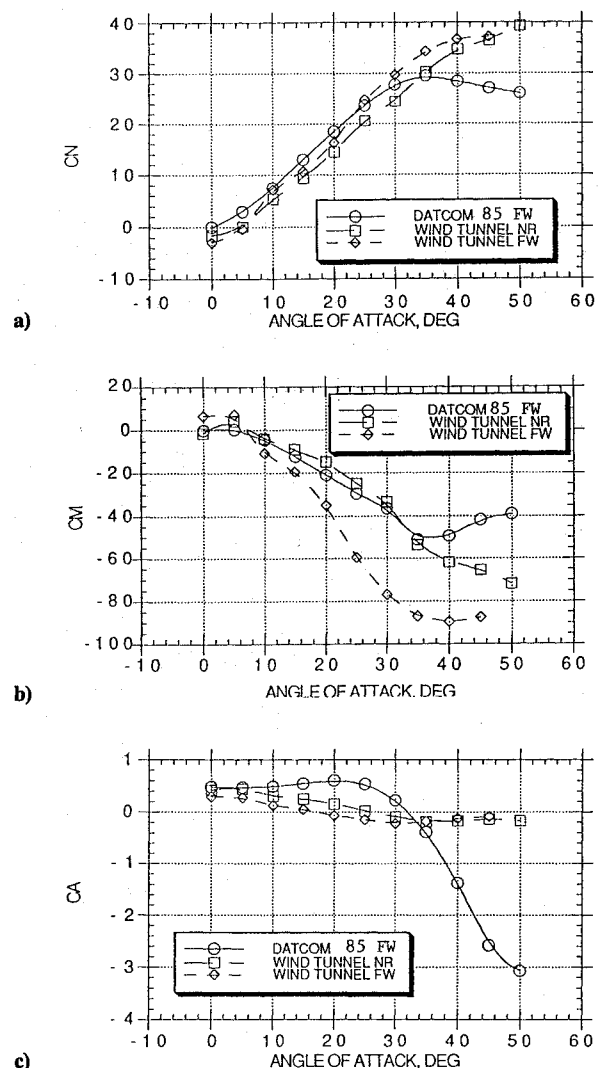 40
30
20
10
0
-10
CN
DATCOM 85 FW
WIND TUNNEL NR
WIND TUNNEL FW
-10 0 10 20 30 40 50 60
ANGLE OF ATTACK, DEG
a)
20
0
-20
-40
-60
-80
-100
CM
DATCOM 85 FW
WIND TUNNEL NR
WIND TUNNEL FW
-10 0 10 20 30 40 50 60
ANGLE OF ATTACK, DEG
b)
1
0
-1
-2
-3
-4
CA
DATCOM 85 FW
WIND TUNNEL NR
WIND TUNNEL FW
-10 0 10 20 30 40 50 60
ANGLE OF ATTACK, DEG
c)